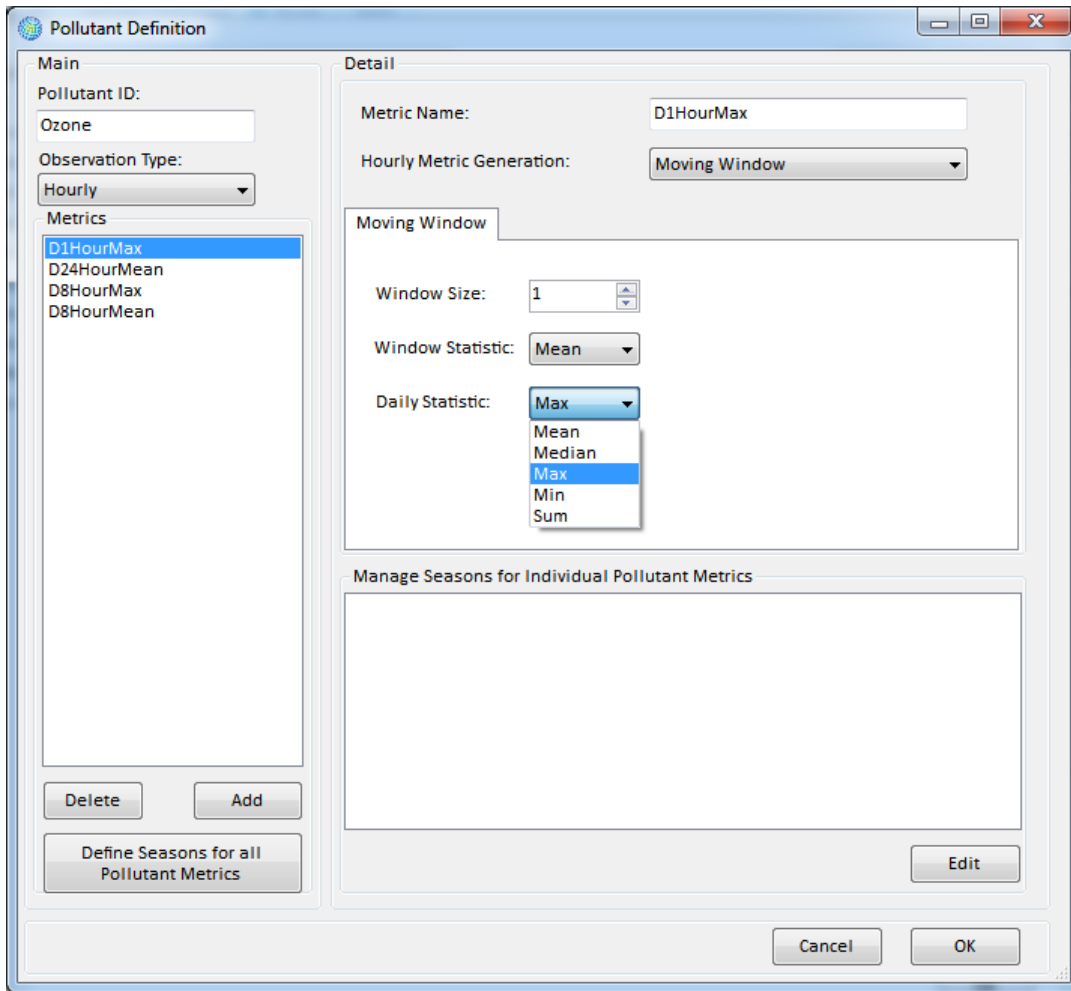 Pollutant Definition
Main
Pollutant ID:
Ozone
Observation Type:
Hourly
Metrics
D1HourMax
D24HourMean
D8HourMax
D8HourMean
Delete
Add
Define Seasons for all
Pollutant Metrics
Detail
Metric Name:
D1HourMax
Hourly Metric Generation:
Moving Window
Moving Window
Window Size:
1
Window Statistic:
Mean
Daily Statistic:
Max
Mean
Median
Max
Min
Sum
Manage Seasons for Individual Pollutant Metrics
Edit
Cancel
OK